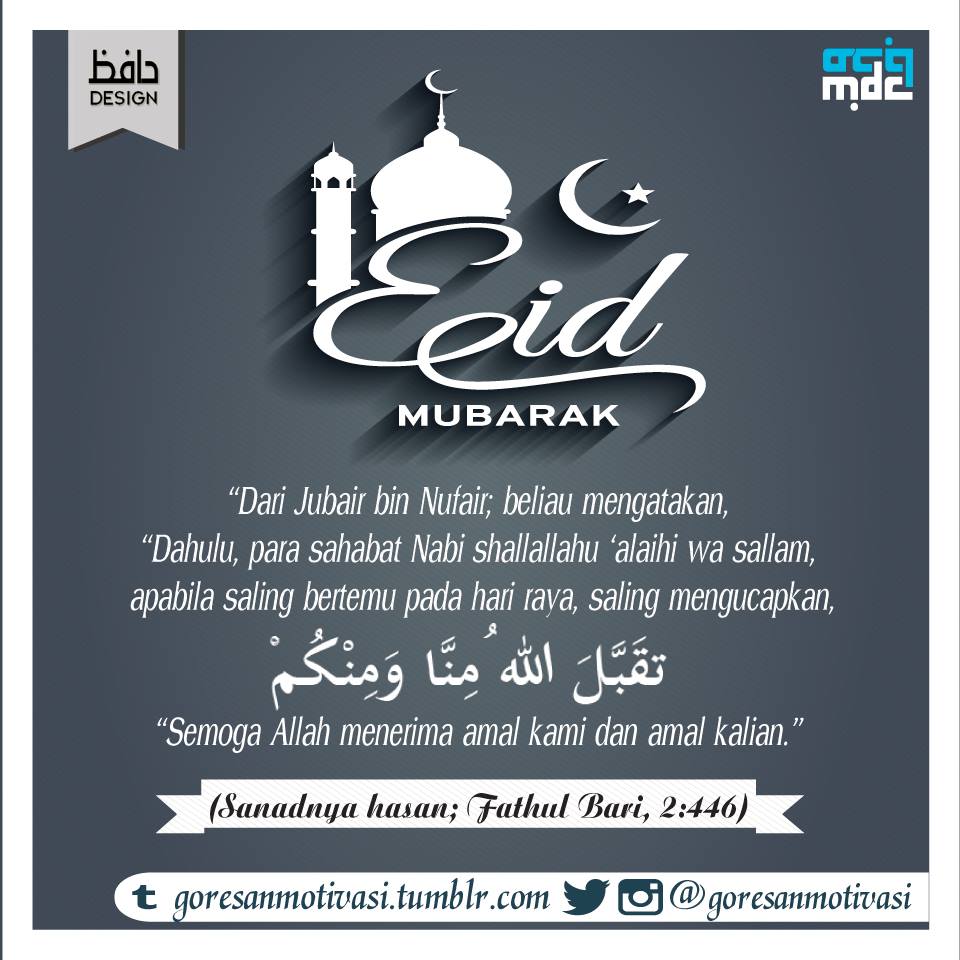 حافظ
DESIGN
Eid
MUBARAK
“Dari Jubair bin Nufair; beliau mengatakan,
“Dahulu, para sahabat Nabi shallallahu ‘alaihi wa sallam,
apabila saling bertemu pada hari raya, saling mengucapkan,
تَقَبَّلَ اللهُ مِنَّا وَمِنْكُمْ
“Semoga Allah menerima amal kami dan amal kalian.”
(Sanadnya hasan; Fathul Bari, 2:446)
goresanmotivasi.tumblr.com @goresanmotivasi